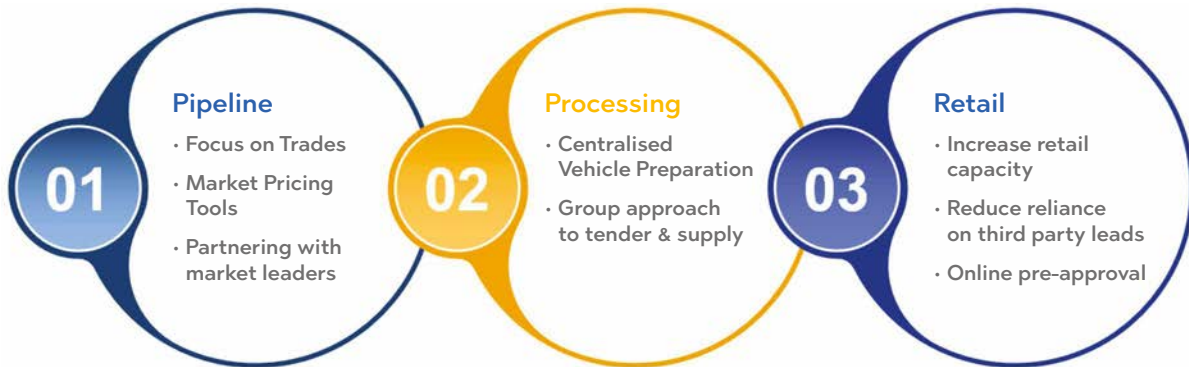 01
Pipeline
· Focus on Trades
· Market Pricing
Tools
· Partnering with
market leaders
02
Processing
· Centralised
Vehicle Preparation
· Group approach
to tender & supply
03
Retail
· Increase retail
capacity
· Reduce reliance
on third party leads
· Online pre-approval